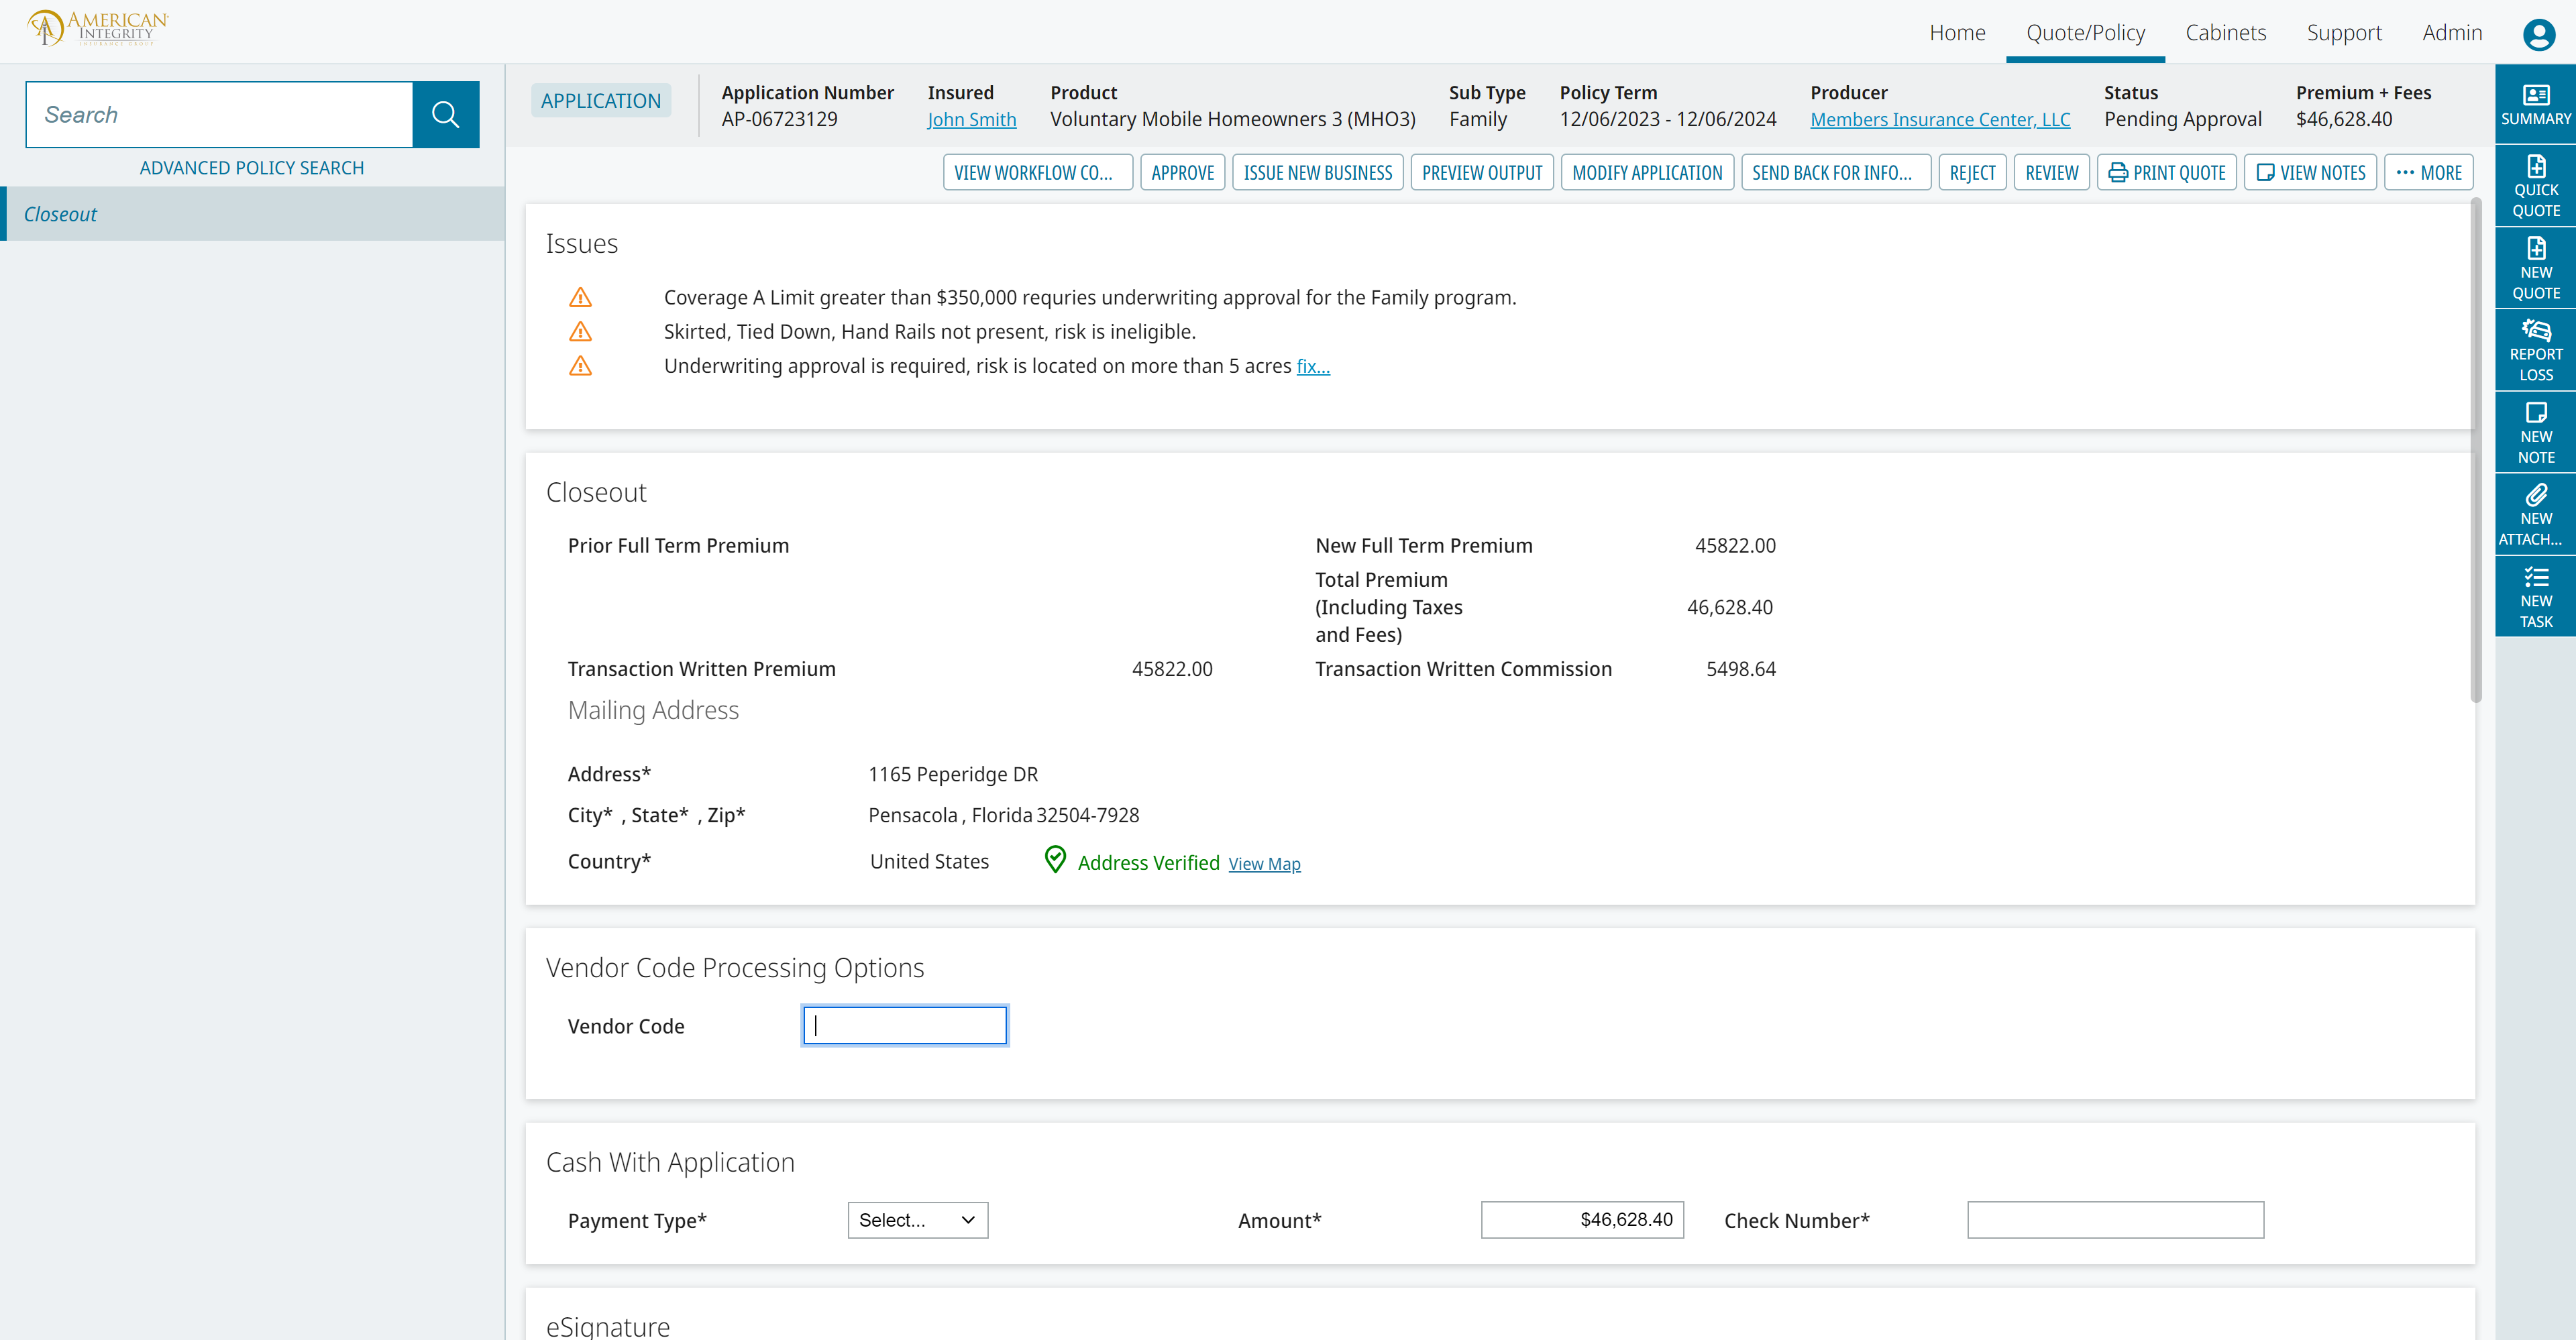 AMERICAN
INTEGRITY
INSURANCE GROUP
Home
Quote/Policy
Cabinets
Support
Admin
Search
ADVANCED POLICY SEARCH
Closeout
APPLICATION
Application Number
AP-06723129
Insured
John Smith
Product
Voluntary Mobile Homeowners 3 (MHO3)
Sub Type
Family
Policy Term
12/06/2023 - 12/06/2024
Producer
Members Insurance Center, LLC
Status
Pending Approval
Premium + Fees
$46,628.40
VIEW WORKFLOW CO...
APPROVE
ISSUE NEW BUSINESS
PREVIEW OUTPUT
MODIFY APPLICATION
SEND BACK FOR INFO...
REJECT
REVIEW
PRINT QUOTE
VIEW NOTES
MORE
Issues
Coverage A Limit greater than $350,000 requries underwriting approval for the Family program.
Skirted, Tied Down, Hand Rails not present, risk is ineligible.
Underwriting approval is required, risk is located on more than 5 acres fix...
Closeout
Prior Full Term Premium
New Full Term Premium 45822.00
Total Premium
(Including Taxes 46,628.40
and Fees)
Transaction Written Premium 45822.00
Transaction Written Commission 5498.64
Mailing Address
Address* 1165 Peperidge DR
City* , State* , Zip* Pensacola , Florida 32504-7928
Country* United States Address Verified View Map
Vendor Code Processing Options
Vendor Code
Cash With Application
Payment Type* Select... Amount* $46,628.40 Check Number*
eSignature
SUMMARY
QUICK
QUOTE
NEW
QUOTE
REPORT
LOSS
NEW
NOTE
NEW
ATTACH...
NEW
TASK